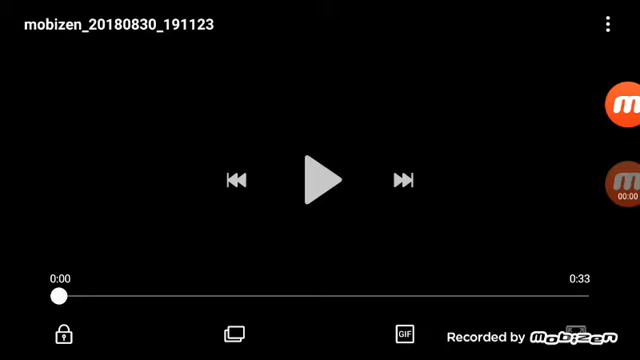 mobizen_20180830_191123
m
m
00:00
0:00
0:33
GIF
Recorded by Mobizen